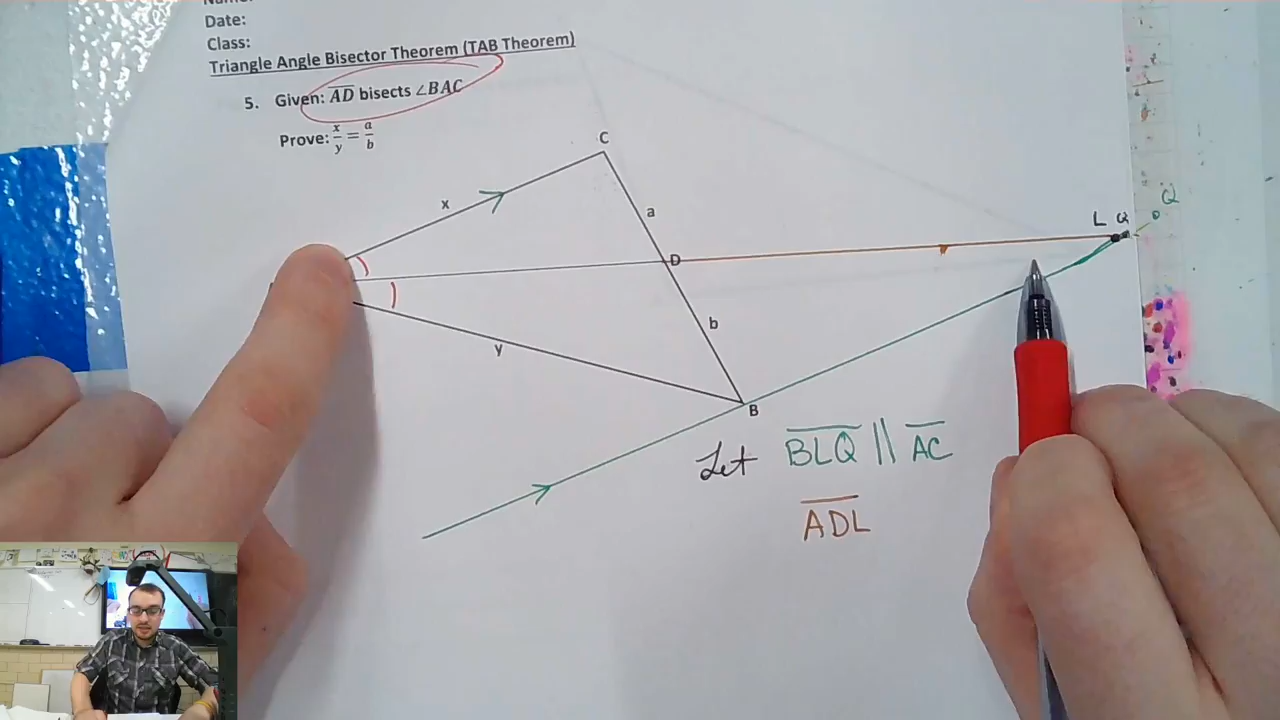 Date:
Class:
Triangle Angle Bisector Theorem (TAB Theorem)
5. Given: AD bisects ∠BAC
Prove: x/y = a/b
C
x
a
L Q
Q
D
b
y
B
Let BLQ || AC
ADL